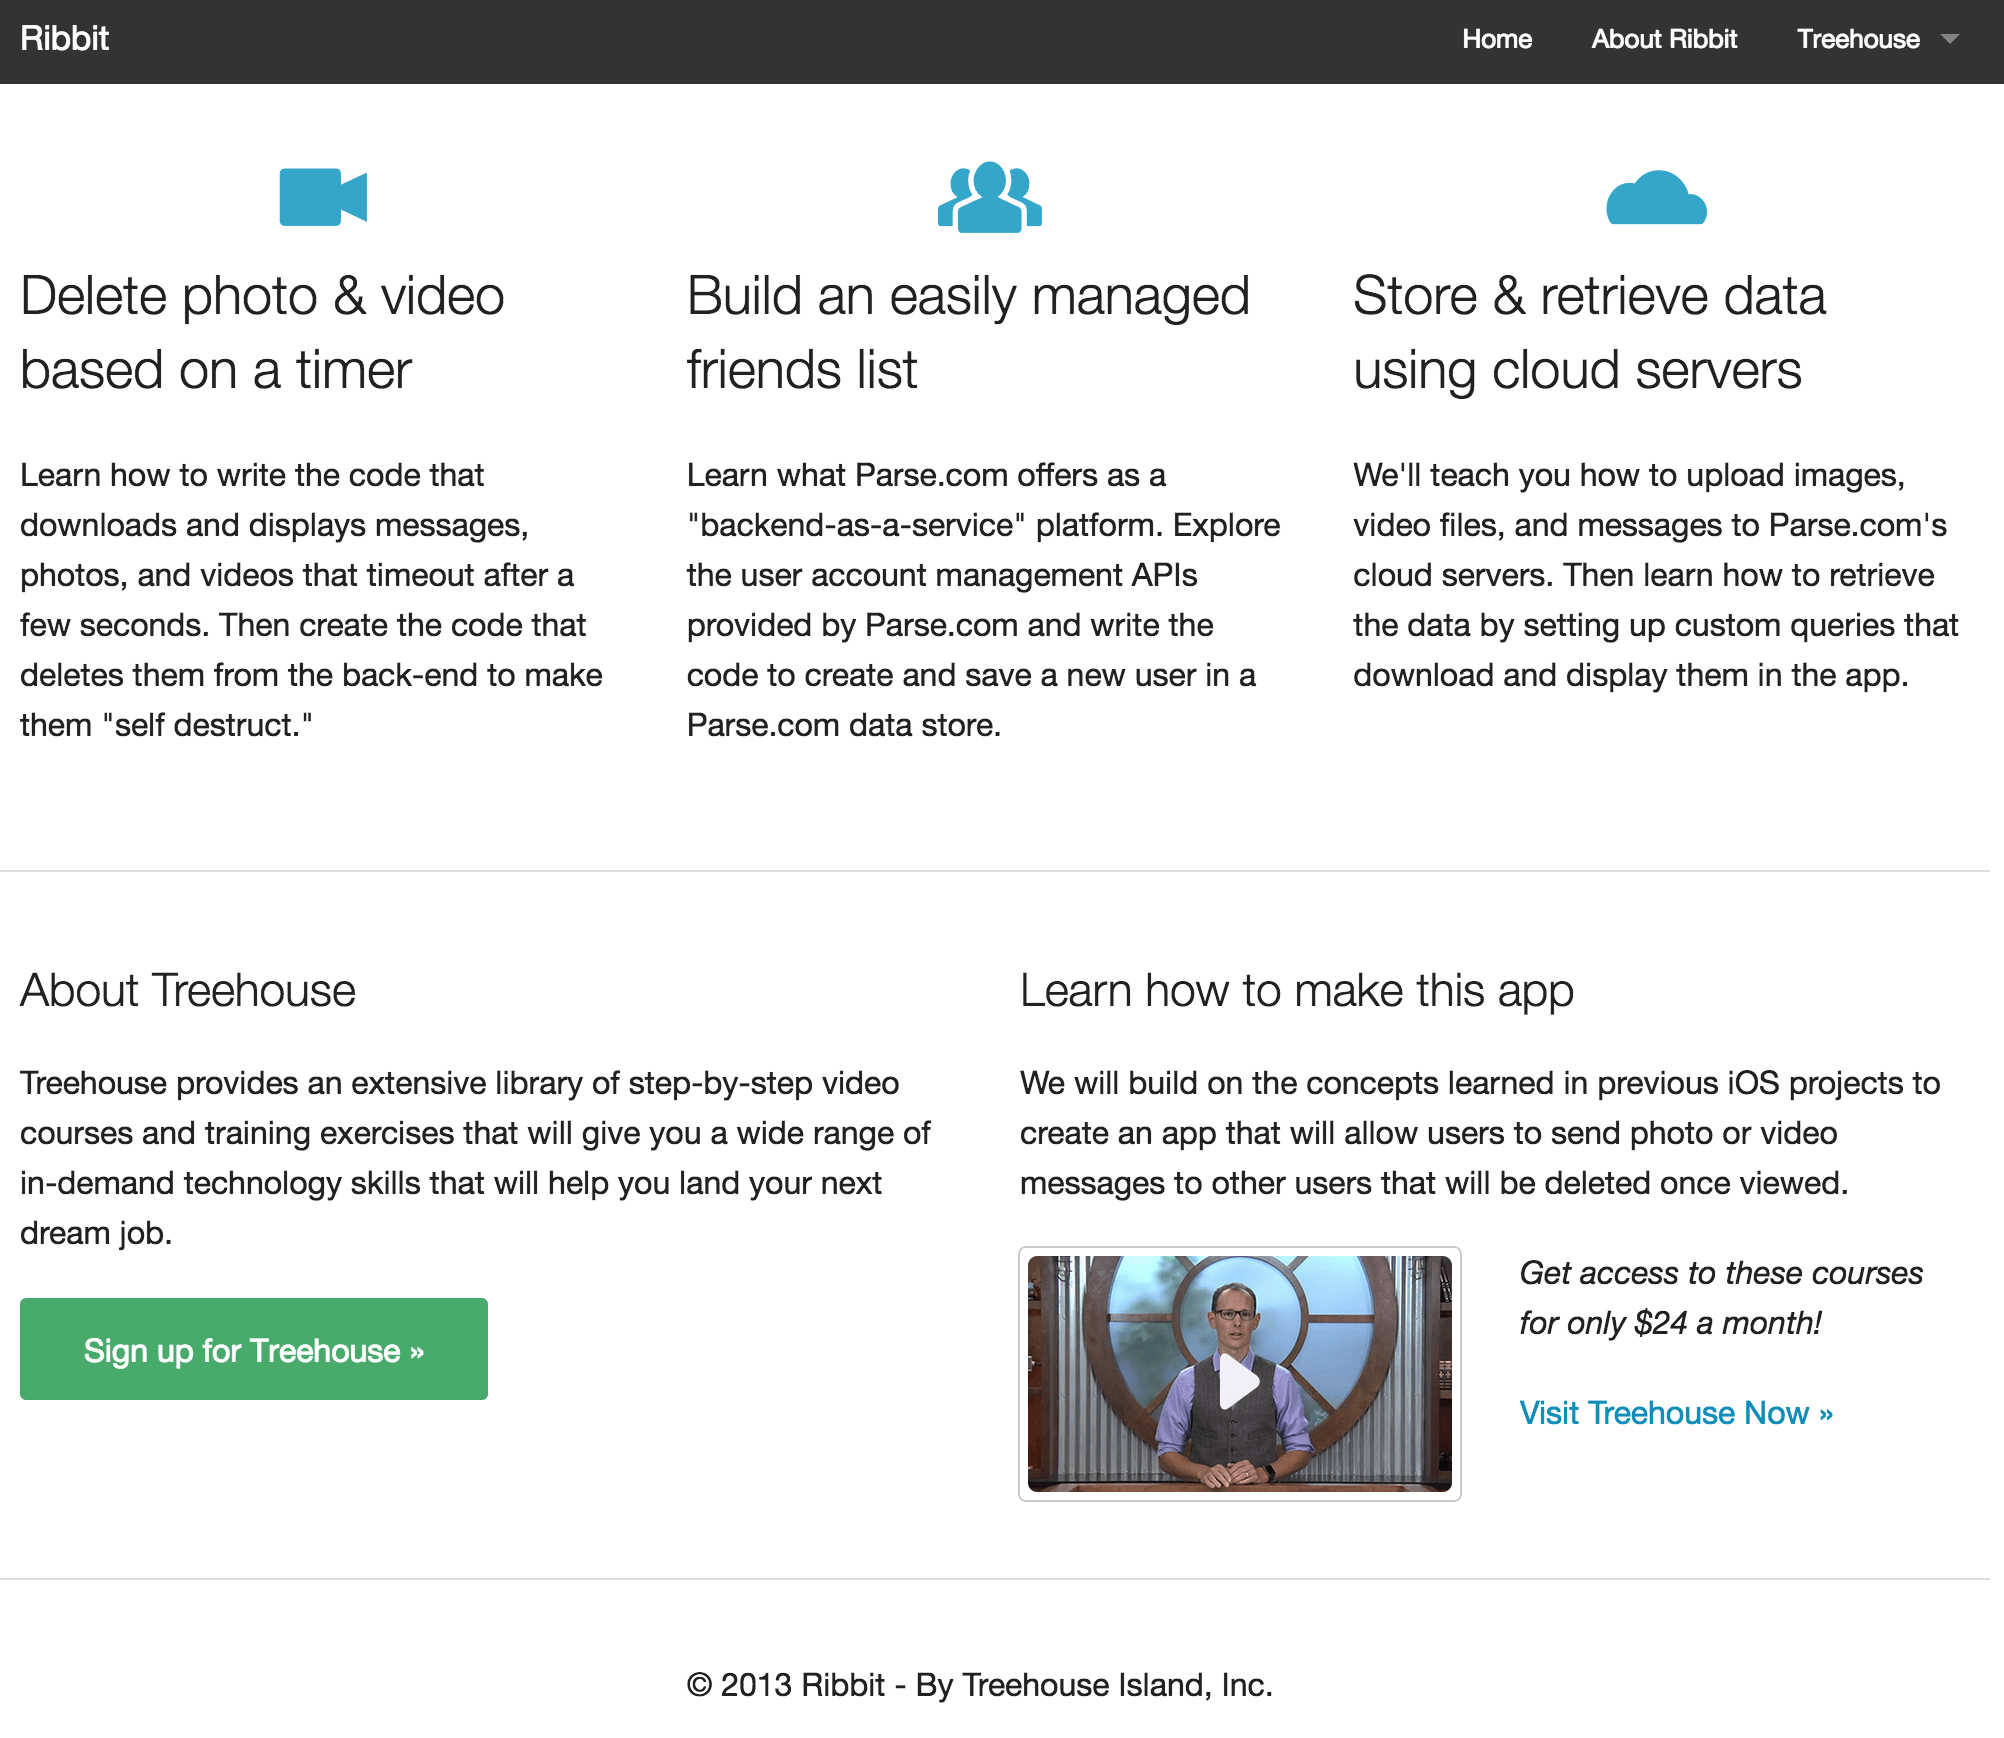 Ribbit
Home
About Ribbit
Treehouse
Delete photo & video
based on a timer
Learn how to write the code that
downloads and displays messages,
photos, and videos that timeout after a
few seconds. Then create the code that
deletes them from the back-end to make
them "self destruct."
Build an easily managed
friends list
Learn what Parse.com offers as a
"backend-as-a-service" platform. Explore
the user account management APIs
provided by Parse.com and write the
code to create and save a new user in a
Parse.com data store.
Store & retrieve data
using cloud servers
We'll teach you how to upload images,
video files, and messages to Parse.com's
cloud servers. Then learn how to retrieve
the data by setting up custom queries that
download and display them in the app.
About Treehouse
Treehouse provides an extensive library of step-by-step video
courses and training exercises that will give you a wide range of
in-demand technology skills that will help you land your next
dream job.
Sign up for Treehouse »
Learn how to make this app
We will build on the concepts learned in previous iOS projects to
create an app that will allow users to send photo or video
messages to other users that will be deleted once viewed.
Get access to these courses
for only $24 a month!
Visit Treehouse Now »
© 2013 Ribbit - By Treehouse Island, Inc.